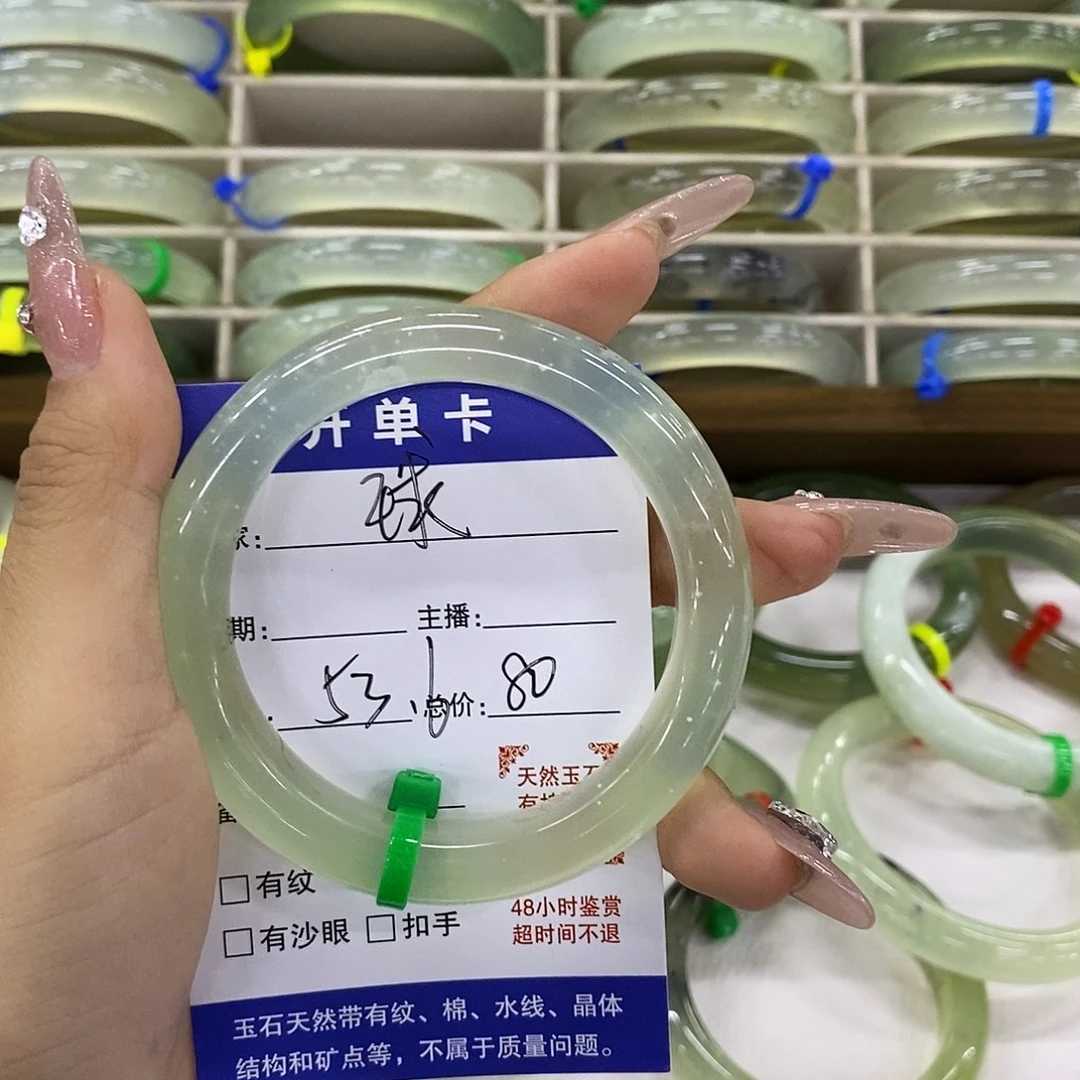 开单卡
家: 球
期: 主播:
53、6 总价: 80
天然玉石
□有纹
□有沙眼 □扣手
48小时鉴赏
超时间不退
玉石天然带有纹、棉、水线、晶体
结构和矿点等，不属于质量问题。